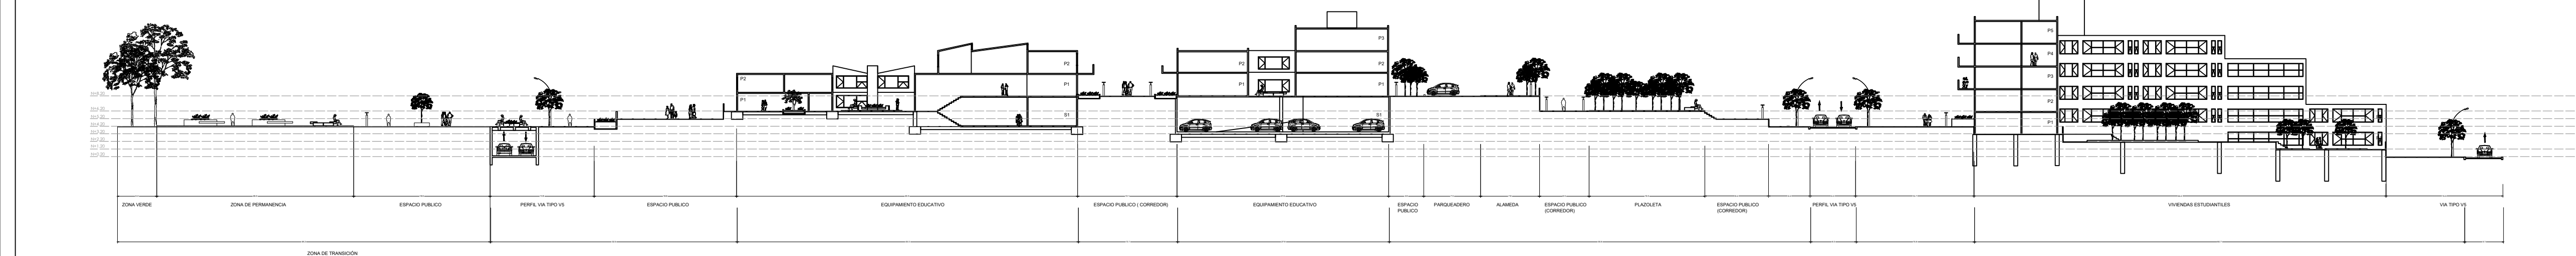 P3
P5
P4
P3
P2
P1
P2
P2
P1
P1
S1
P2
P2
P1
P1
S1
ZONA VERDE
ZONA DE PERMANENCIA
ESPACIO PUBLICO
PERFIL VIA TIPO V5
ESPACIO PUBLICO
EQUIPAMIENTO EDUCATIVO
ESPACIO PUBLICO ( CORREDOR)
EQUIPAMIENTO EDUCATIVO
ESPACIO
PUBLICO
PARQUEADERO
ALAMEDA
ESPACIO PUBLICO
(CORREDOR)
PLAZOLETA
ESPACIO PUBLICO
(CORREDOR)
PERFIL VIA TIPO V5
VIVIENDAS ESTUDIANTILES
VIA TIPO V5
ZONA DE TRANSICIÓN